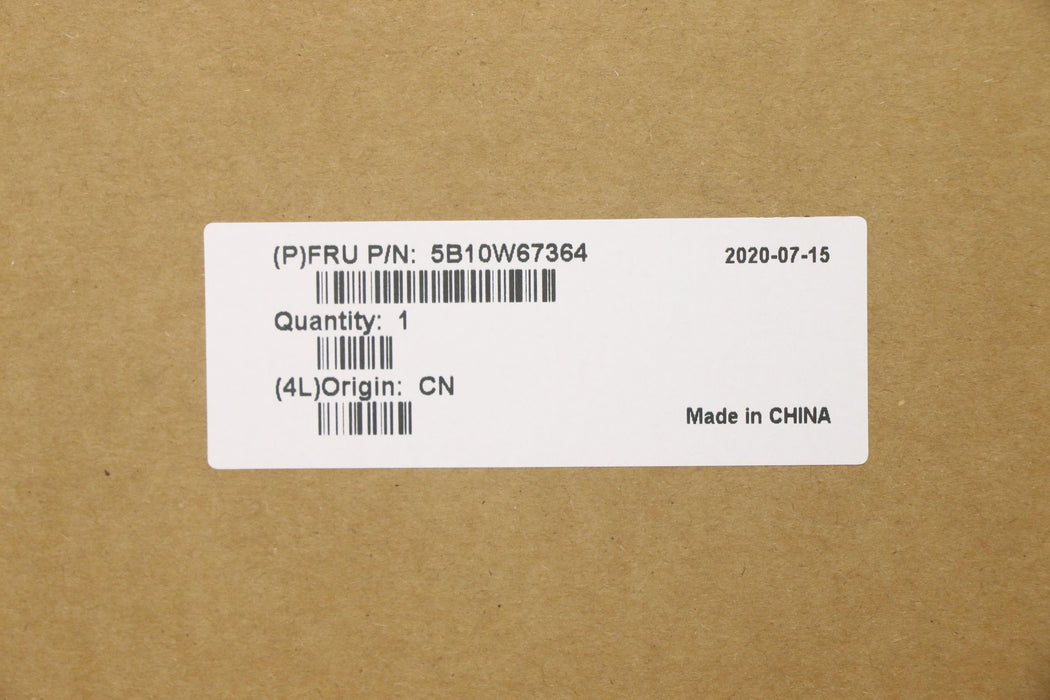 (P)FRU P/N: 5B10W67364
2020-07-15
Quantity: 1
(4L)Origin: CN
Made in CHINA